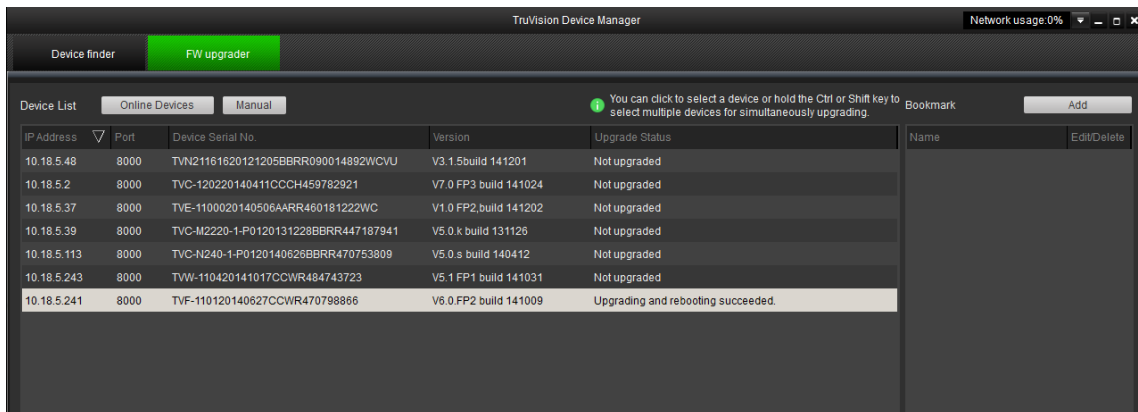 TruVision Device Manager
Network usage:0%
Device finder
FW upgrader
Device List
Online Devices
Manual
You can click to select a device or hold the Ctrl or Shift key to
select multiple devices for simultaneously upgrading.
Bookmark
Add
IP Address Port Device Serial No. Version Upgrade Status
Name Edit/Delete
10.18.5.48 8000 TVN21161620121205BBRR090014892WCVU V3.1.5build 141201 Not upgraded
10.18.5.2 8000 TVC-120220140411CCCH459782921 V7.0 FP3 build 141024 Not upgraded
10.18.5.37 8000 TVE-1100020140506AARR460181222WC V1.0 FP2,build 141202 Not upgraded
10.18.5.39 8000 TVC-M2220-1-P0120131228BBRR447187941 V5.0.k build 131126 Not upgraded
10.18.5.113 8000 TVC-N240-1-P0120140626BBRR470753809 V5.0.s build 140412 Not upgraded
10.18.5.243 8000 TVW-110420141017CCWR484743723 V5.1 FP1 build 141031 Not upgraded
10.18.5.241 8000 TVF-110120140627CCWR470798866 V6.0.FP2 build 141009 Upgrading and rebooting succeeded.